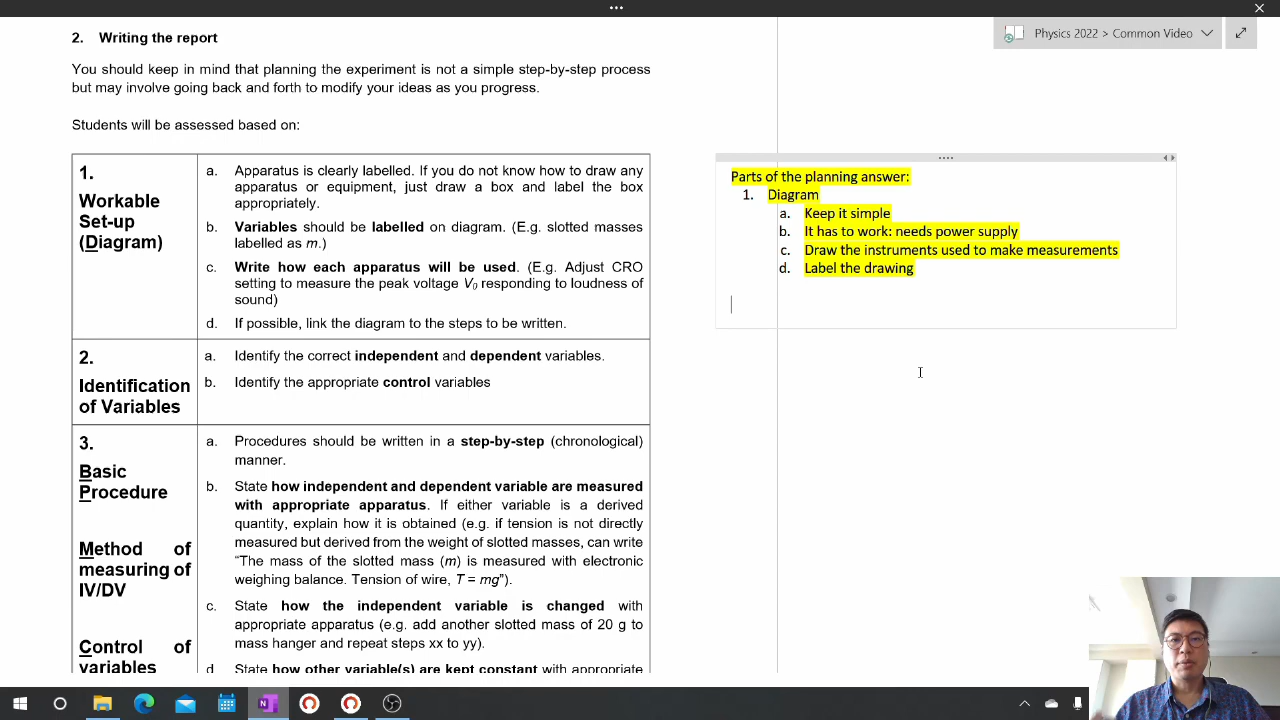 Physics 2022 > Common Video
2. Writing the report
You should keep in mind that planning the experiment is not a simple step-by-step process
but may involve going back and forth to modify your ideas as you progress.
Students will be assessed based on:
1.
Workable
Set-up
(Diagram)
a. Apparatus is clearly labelled. If you do not know how to draw any
apparatus or equipment, just draw a box and label the box
appropriately.
b. Variables should be labelled on diagram. (E.g. slotted masses
labelled as m.)
c. Write how each apparatus will be used. (E.g. Adjust CRO
setting to measure the peak voltage V0 responding to loudness of
sound)
d. If possible, link the diagram to the steps to be written.
2.
Identification
of Variables
a. Identify the correct independent and dependent variables.
b. Identify the appropriate control variables
3.
Basic
Procedure
Method of
measuring of
IV/DV
Control of
variables
a. Procedures should be written in a step-by-step (chronological)
manner.
b. State how independent and dependent variable are measured
with appropriate apparatus. If either variable is a derived
quantity, explain how it is obtained (e.g. if tension is not directly
measured but derived from the weight of slotted masses, can write
“The mass of the slotted mass (m) is measured with electronic
weighing balance. Tension of wire, T = mg”).
c. State how the independent variable is changed with
appropriate apparatus (e.g. add another slotted mass of 20 g to
mass hanger and repeat steps xx to yy).
d. State how other variable(s) are kept constant with appropriate
Parts of the planning answer:
1. Diagram
a. Keep it simple
b. It has to work: needs power supply
c. Draw the instruments used to make measurements
d. Label the drawing